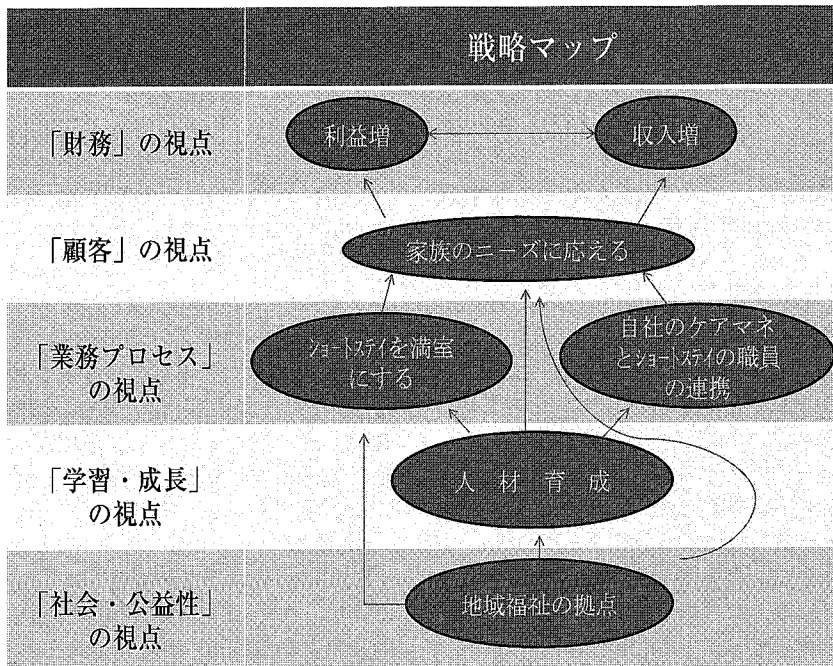 戦略マップ
「財務」の視点
利益増
収入増
「顧客」の視点
家族のニーズに応える
「業務プロセス」
の視点
ショートステイを満室
にする
自社のケアマネ
とショートステイの職員
の連携
「学習・成長」
の視点
人材育成
「社会・公益性」
の視点
地域福祉の拠点